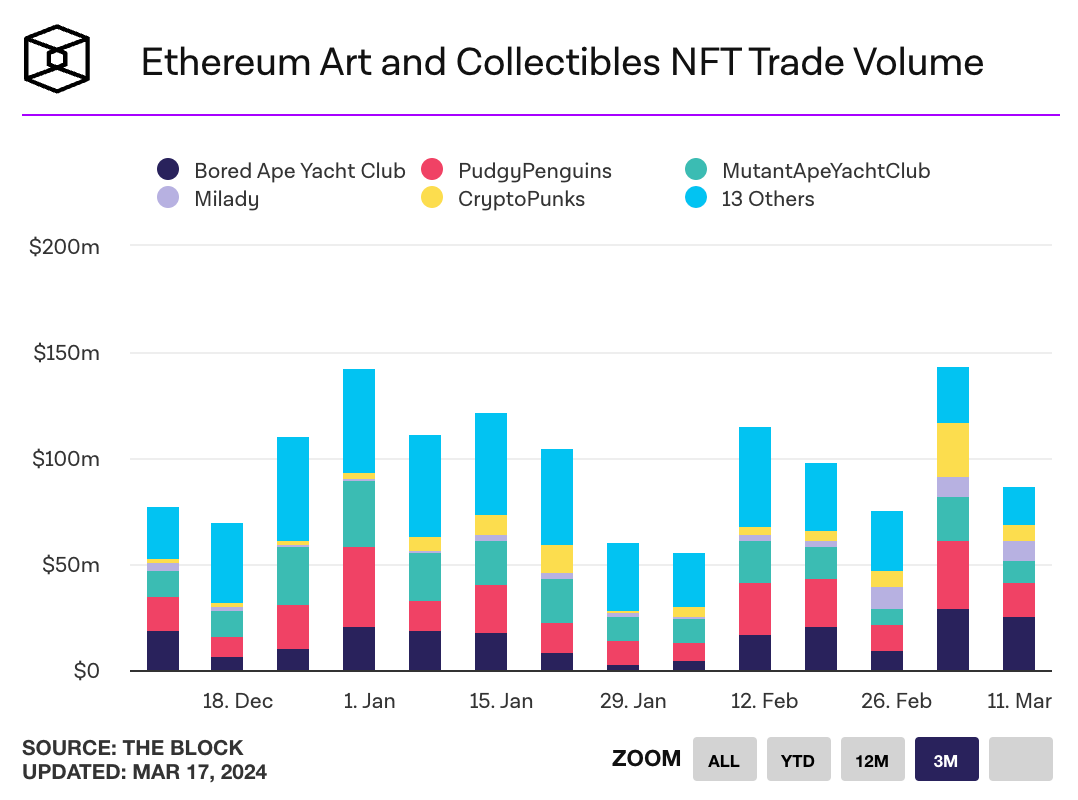 Ethereum Art and Collectibles NFT Trade Volume
Bored Ape Yacht Club PudgyPenguins MutantApeYachtClub
Milady CryptoPunks 13 Others
$200m
$150m
$100m
$50m
$0
18. Dec 1. Jan 15. Jan 29. Jan 12. Feb 26. Feb 11. Mar
SOURCE: THE BLOCK
UPDATED: MAR 17, 2024
ZOOM ALL YTD 12M 3M